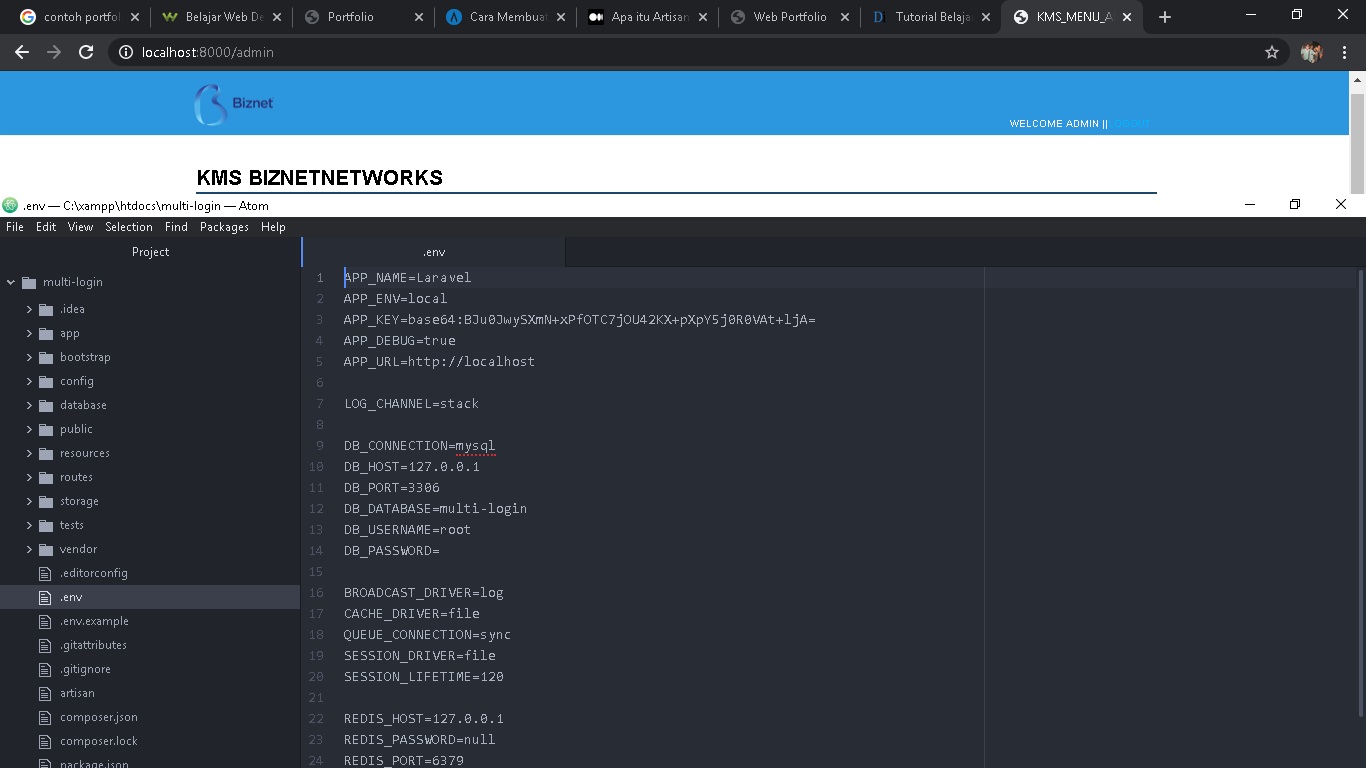 contoh portfol
Belajar Web De
Portfolio
Cara Membuat
Apa itu Artisan
Web Portfolio
Tutorial Belaja
KMS_MENU_A
localhost:8000/admin
Biznet
WELCOME ADMIN || LOGOUT
KMS BIZNETNETWORKS
.env — C:\xampp\htdocs\multi-login — Atom
File Edit View Selection Find Packages Help
Project
.env
multi-login
.idea
app
bootstrap
config
database
public
resources
routes
storage
tests
vendor
.editorconfig
.env
.env.example
.gitattributes
.gitignore
artisan
composer.json
composer.lock
package.json
1 APP_NAME=Laravel
2 APP_ENV=local
3 APP_KEY=base64:BJu0JwySXmN+xPfOTC7jOU42KX+pXpY5j0R0VAt+ljA=
4 APP_DEBUG=true
5 APP_URL=http://localhost
6
7 LOG_CHANNEL=stack
8
9 DB_CONNECTION=mysql
10 DB_HOST=127.0.0.1
11 DB_PORT=3306
12 DB_DATABASE=multi-login
13 DB_USERNAME=root
14 DB_PASSWORD=
15
16 BROADCAST_DRIVER=log
17 CACHE_DRIVER=file
18 QUEUE_CONNECTION=sync
19 SESSION_DRIVER=file
20 SESSION_LIFETIME=120
21
22 REDIS_HOST=127.0.0.1
23 REDIS_PASSWORD=null
24 REDIS_PORT=6379